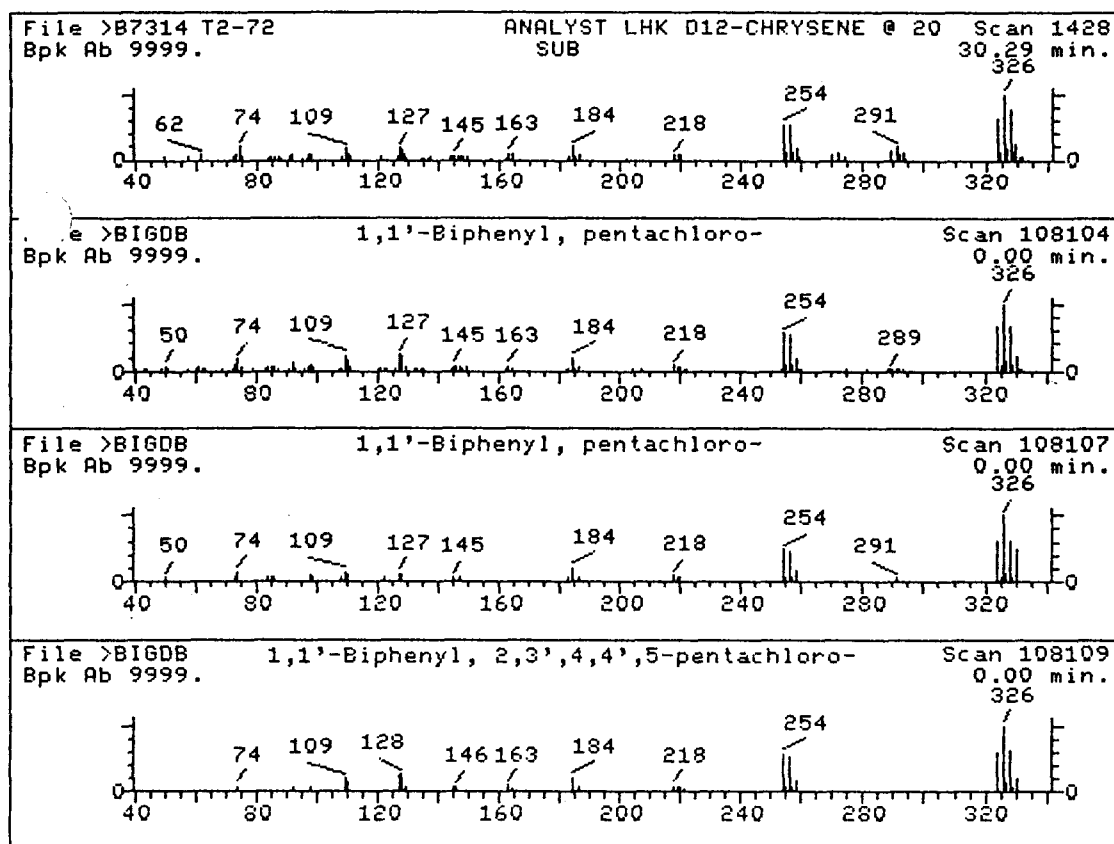 File >B7314 T2-72 ANALYST LHK D12-CHRYSENE @ 20 Scan 1428
Bpk Ab 9999. SUB 30.29 min.
326
62 74 109 127 145 163 184 218 254 291
0 0
40 80 120 160 200 240 280 320
e >BIGDB 1,1'-Biphenyl, pentachloro- Scan 108104
Bpk Ab 9999. 0.00 min.
326
50 74 109 127 145 163 184 218 254 289
0 0
40 80 120 160 200 240 280 320
File >BIGDB 1,1'-Biphenyl, pentachloro- Scan 108107
Bpk Ab 9999. 0.00 min.
326
50 74 109 127 145 184 218 254 291
0 0
40 80 120 160 200 240 280 320
File >BIGDB 1,1'-Biphenyl, 2,3',4,4',5-pentachloro- Scan 108109
Bpk Ab 9999. 0.00 min.
326
74 109 128 146 163 184 218 254
0 0
40 80 120 160 200 240 280 320